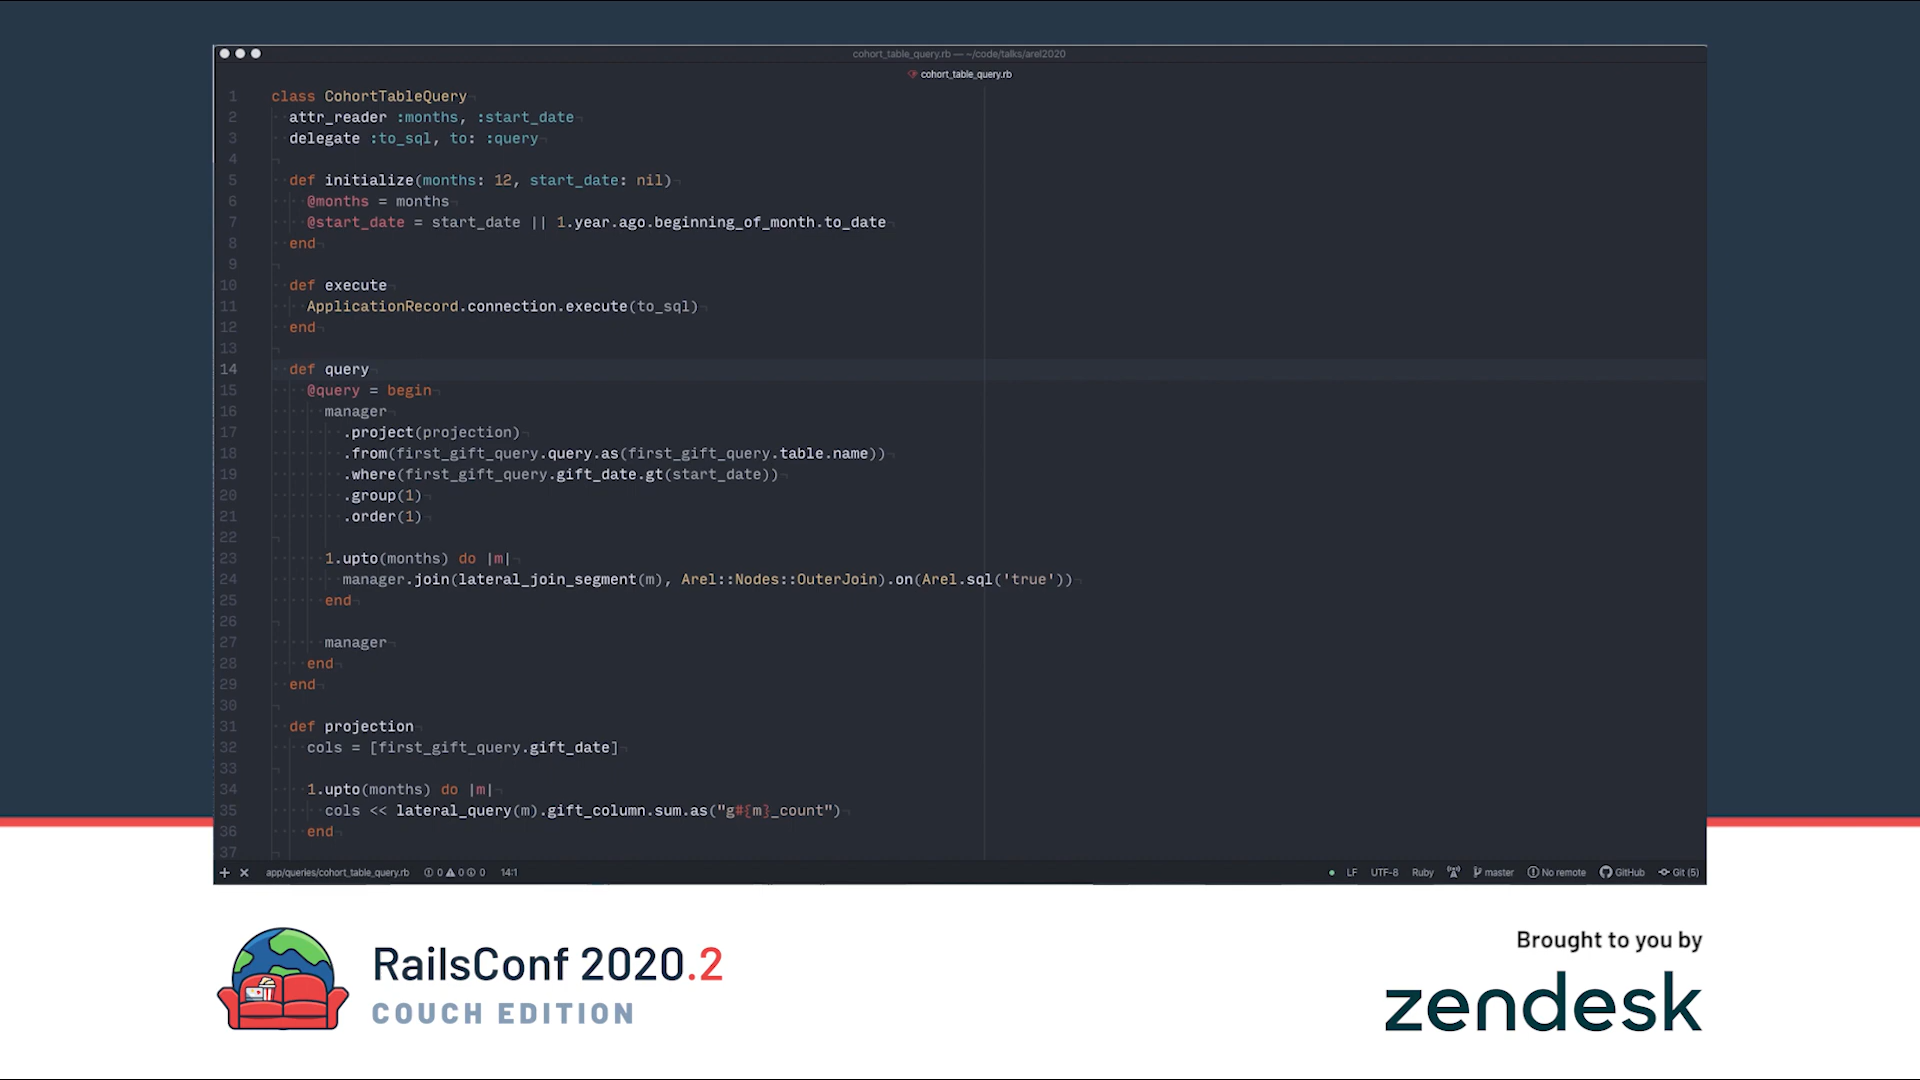 cohort_table_query.rb — ~/code/talks/arel2020
cohort_table_query.rb
1 class CohortTableQuery
2 attr_reader :months, :start_date
3 delegate :to_sql, to: :query
4
5 def initialize(months: 12, start_date: nil)
6 @months = months
7 @start_date = start_date || 1.year.ago.beginning_of_month.to_date
8 end
9
10 def execute
11 ApplicationRecord.connection.execute(to_sql)
12 end
13
14 def query
15 @query = begin
16 manager
17 .project(projection)
18 .from(first_gift_query.query.as(first_gift_query.table.name))
19 .where(first_gift_query.gift_date.gt(start_date))
20 .group(1)
21 .order(1)
22
23 1.upto(months) do |m|
24 manager.join(lateral_join_segment(m), Arel::Nodes::OuterJoin).on(Arel.sql('true'))
25 end
26
27 manager
28 end
29 end
30
31 def projection
32 cols = [first_gift_query.gift_date]
33
34 1.upto(months) do |m|
35 cols << lateral_query(m).gift_column.sum.as("g#{m}_count")
36 end
37
app/queries/cohort_table_query.rb 0 0 0 14:1 LF UTF-8 Ruby master No remote GitHub Git (5)
RailsConf 2020.2
COUCH EDITION
Brought to you by
zendesk